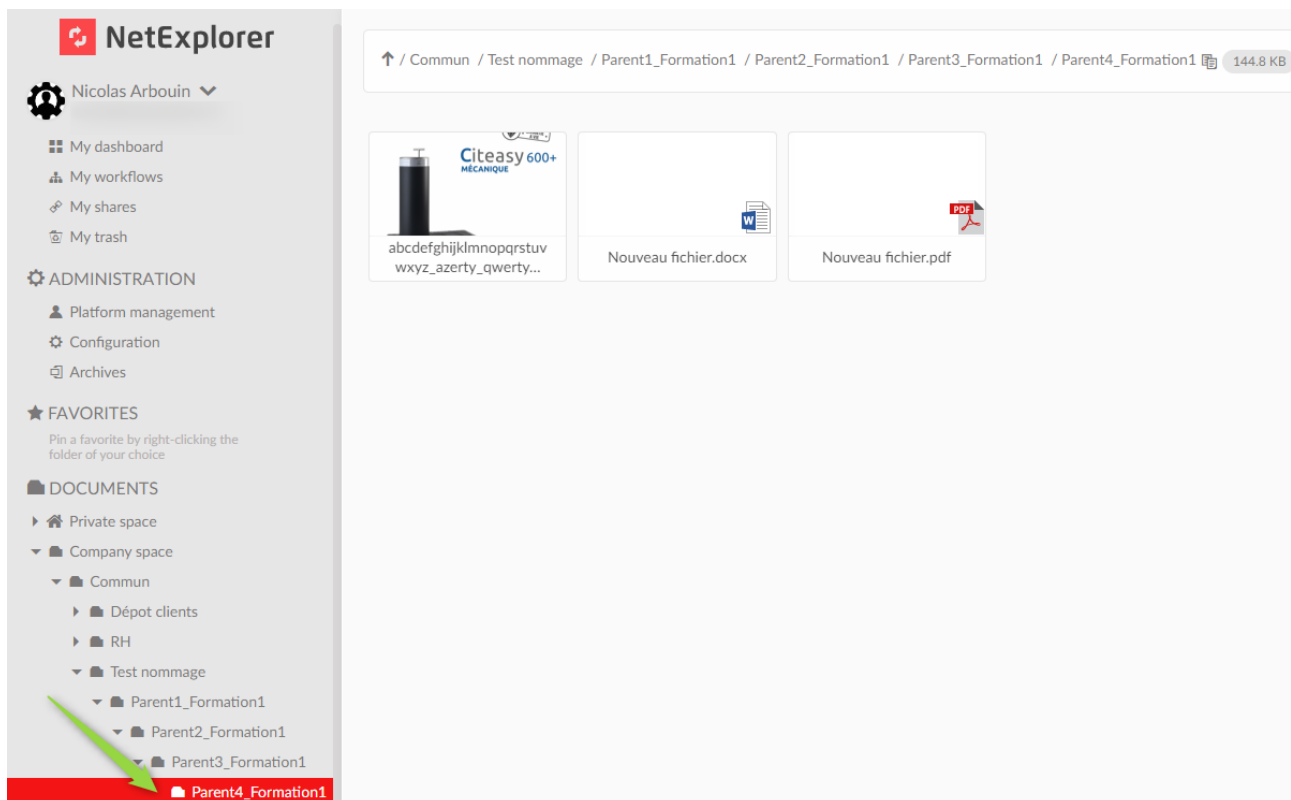 NetExplorer
Nicolas Arbouin
My dashboard
My workflows
My shares
My trash
ADMINISTRATION
Platform management
Configuration
Archives
FAVORITES
Pin a favorite by right-clicking the
folder of your choice
DOCUMENTS
Private space
Company space
Commun
Dépot clients
RH
Test nommage
Parent1_Formation1
Parent2_Formation1
Parent3_Formation1
Parent4_Formation1
/ Commun / Test nommage / Parent1_Formation1 / Parent2_Formation1 / Parent3_Formation1 / Parent4_Formation1 144.8 KB
Citeasy 600+
MÉCANIQUE
abcdefghijklmnopqrstuv
wxyz_azerty_qwerty...
W
Nouveau fichier.docx
PDF
Nouveau fichier.pdf